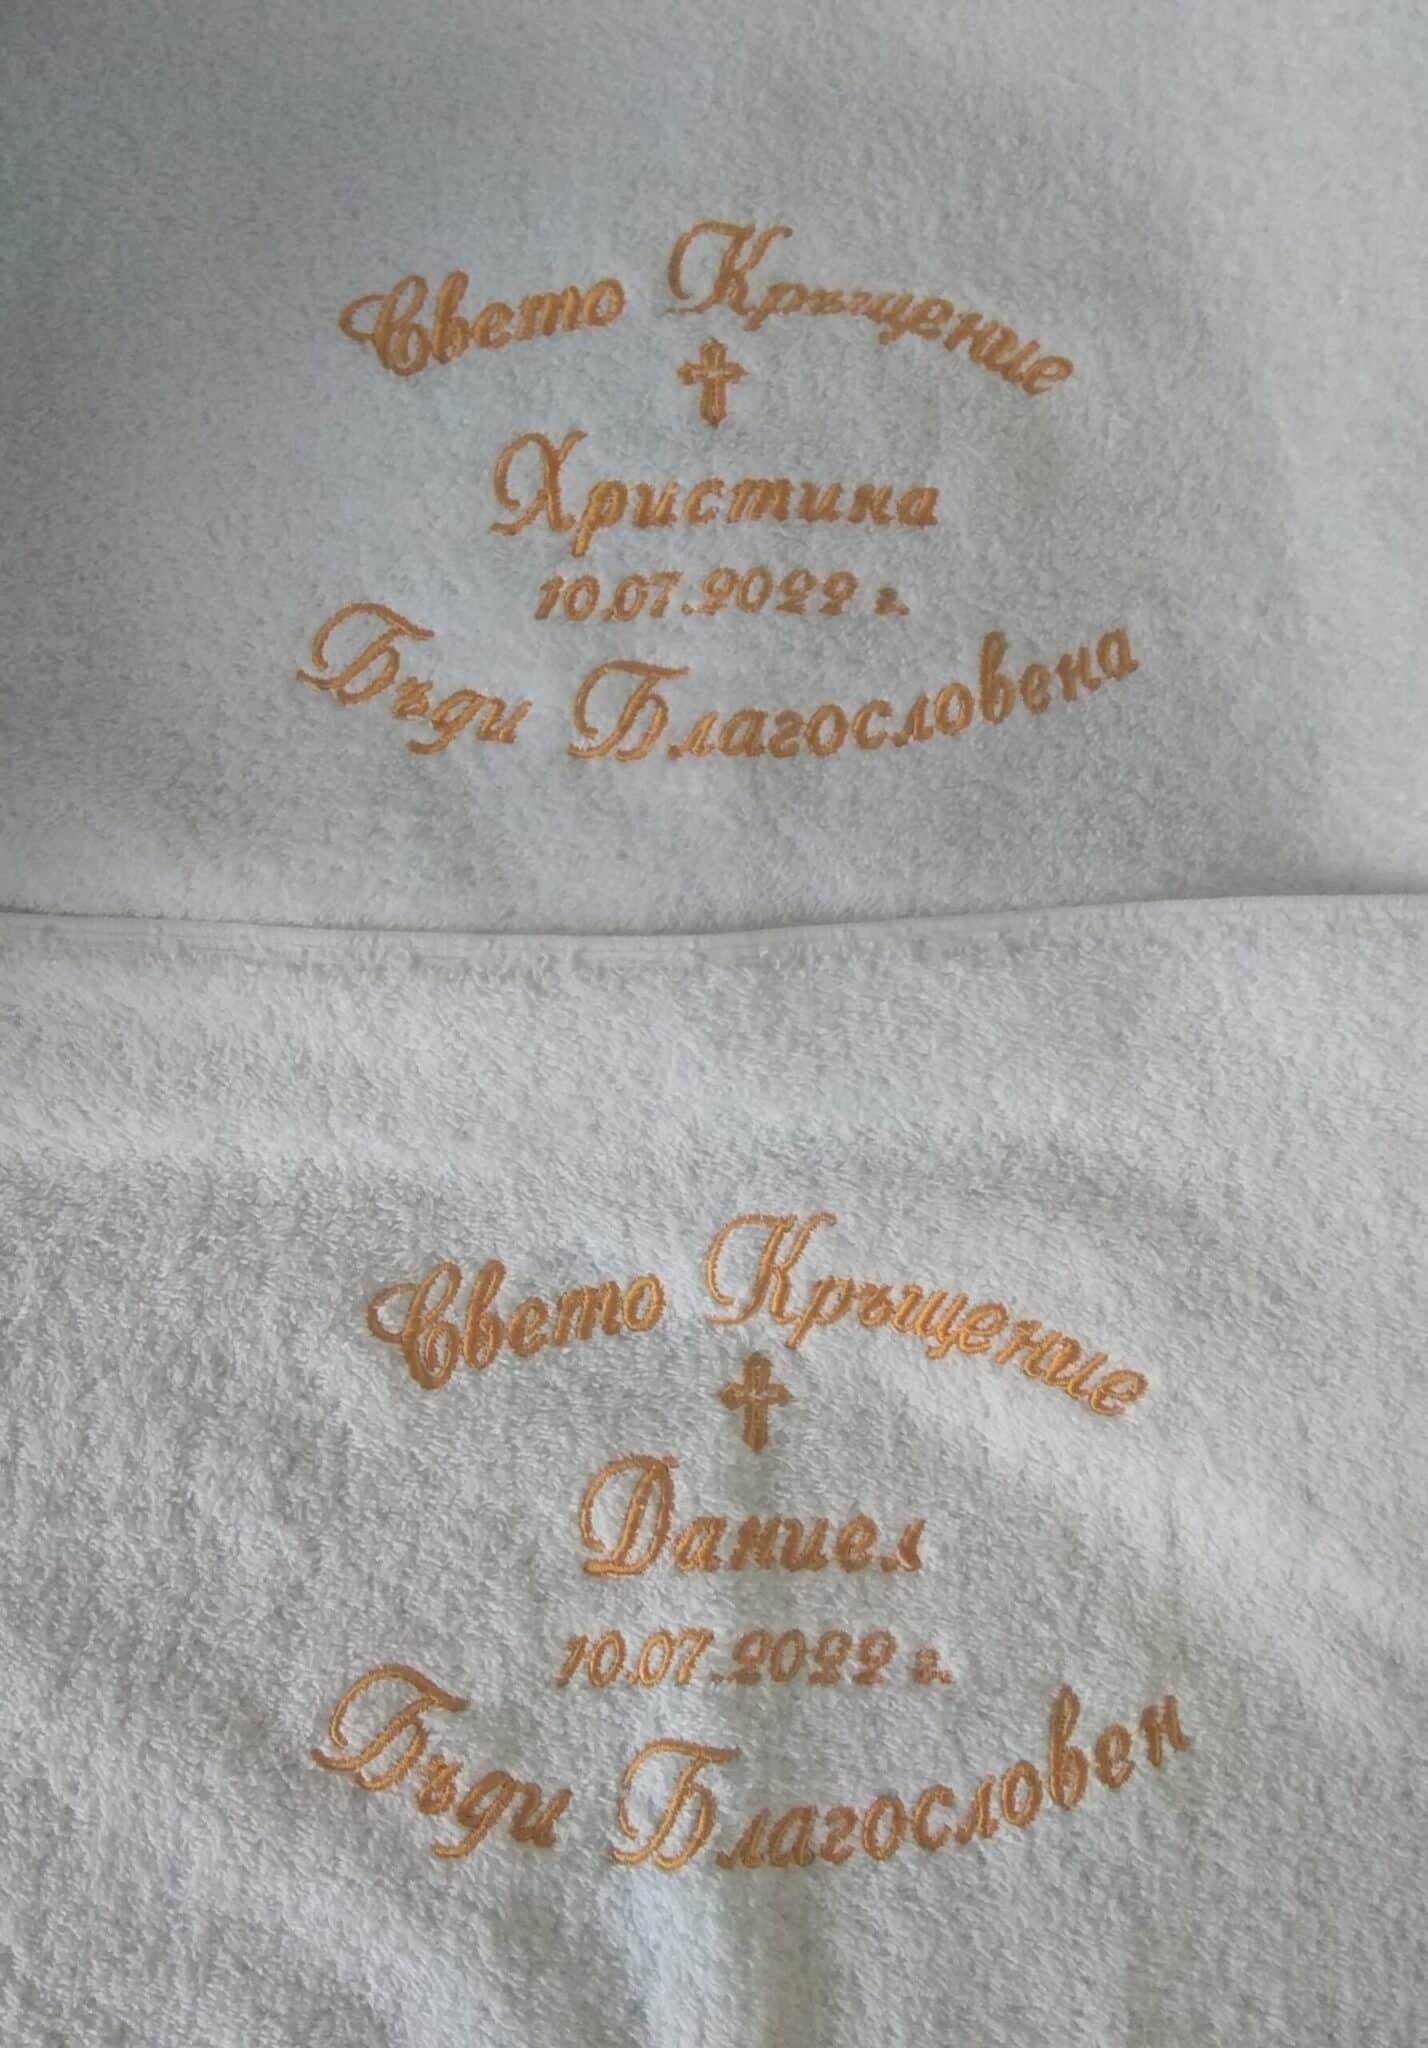 Свето Кръщение
Христина
10.07.2022 г.
Бъди Благословена
Свето Кръщение
Даниел
10.07.2022 г.
Бъди Благословен